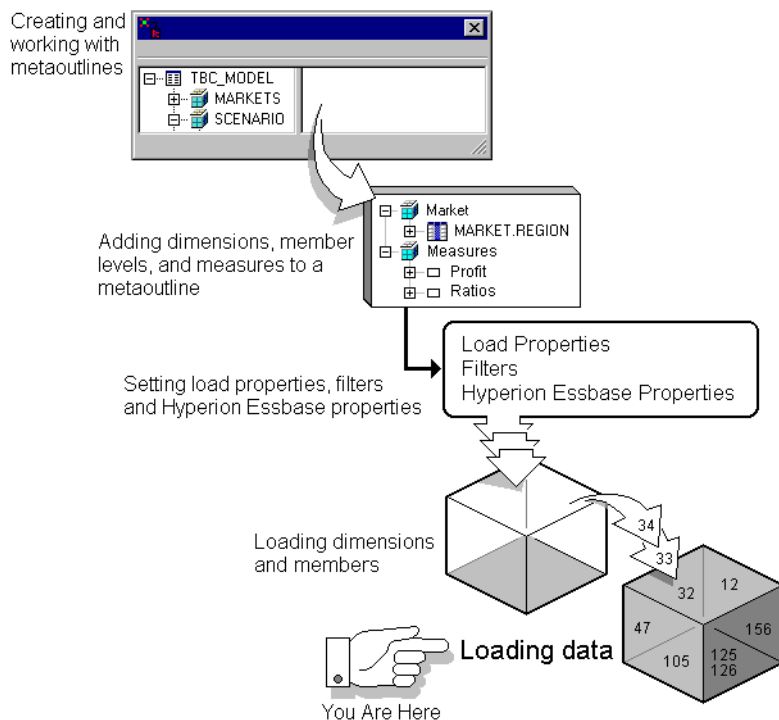 Creating and
working with
metaoutlines
TBC_MODEL
MARKETS
SCENARIO
Market
MARKET.REGION
Measures
Profit
Ratios
Adding dimensions, member
levels, and measures to a
metaoutline
Load Properties
Filters
Hyperion Essbase Properties
Setting load properties, filters
and Hyperion Essbase properties
Loading dimensions
and members
34
33
32
12
47
156
105
125
126
Loading data
You Are Here